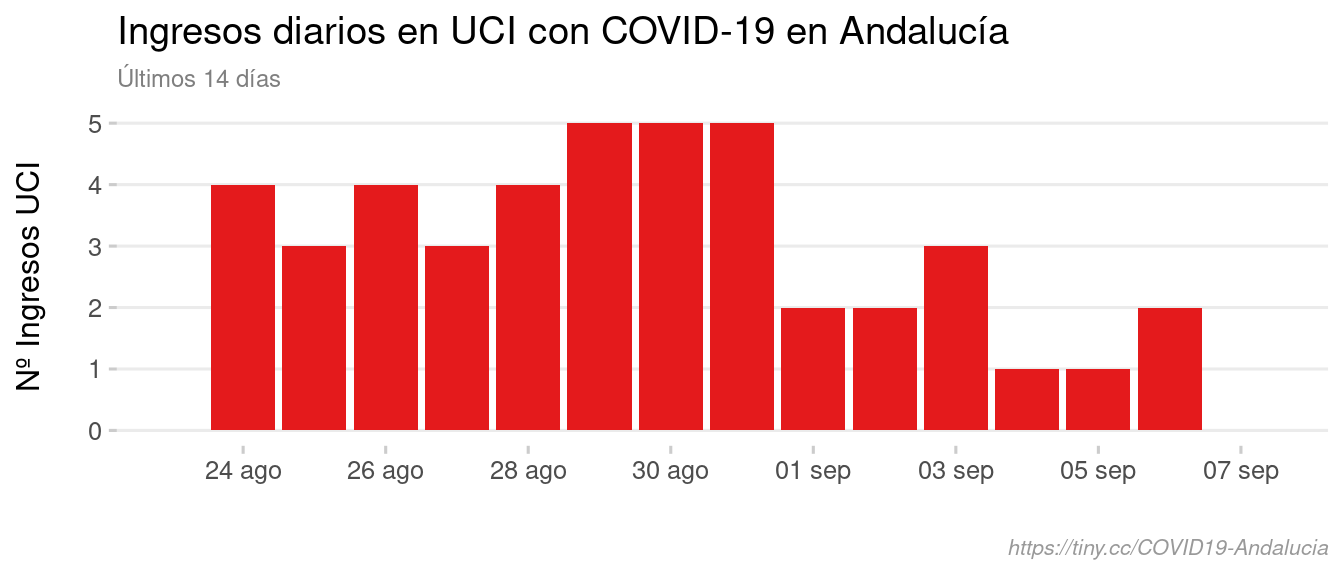 Ingresos diarios en UCI con COVID-19 en Andalucía
Últimos 14 días
Nº Ingresos UCI
5
4
3
2
1
0
24 ago 26 ago 28 ago 30 ago 01 sep 03 sep 05 sep 07 sep
https://tiny.cc/COVID19-Andalucia